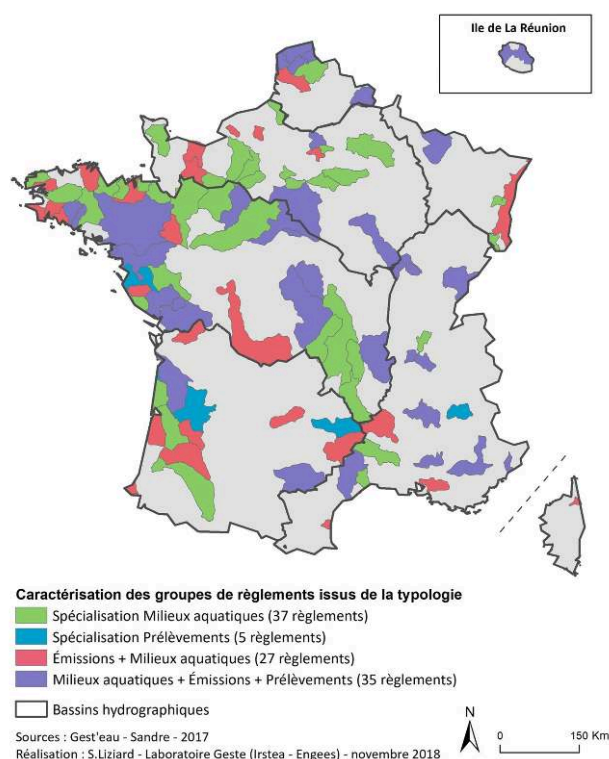 Ile de La Réunion
Caractérisation des groupes de règlements issus de la typologie
Spécialisation Milieux aquatiques (37 règlements)
Spécialisation Prélèvements (5 règlements)
Émissions + Milieux aquatiques (27 règlements)
Milieux aquatiques + Émissions + Prélèvements (35 règlements)
Bassins hydrographiques
Sources : Gest'eau - Sandre - 2017
Réalisation : S.Liziard - Laboratoire Geste (Irstea - Engees) - novembre 2018
N
0 150 Km